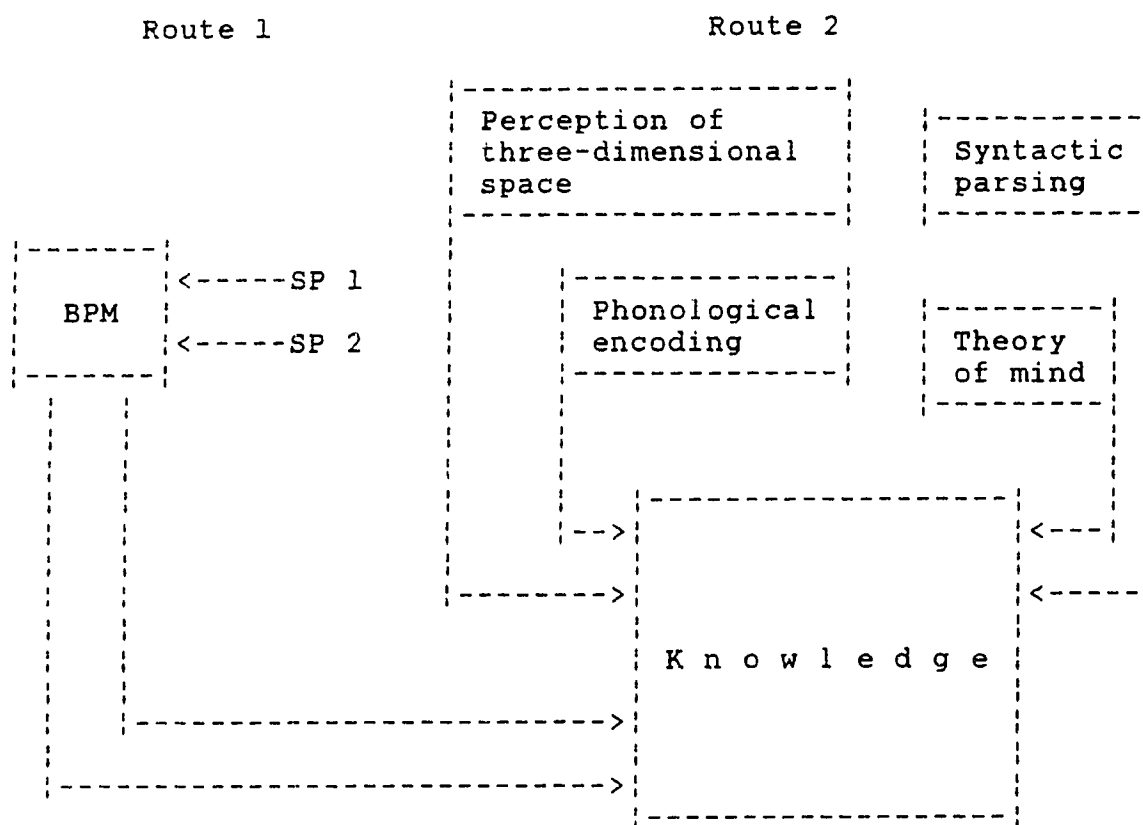 Route 1
Route 2
Perception of
three-dimensional
space
Syntactic
parsing
SP 1
BPM
SP 2
Phonological
encoding
Theory
of mind
Knowledge